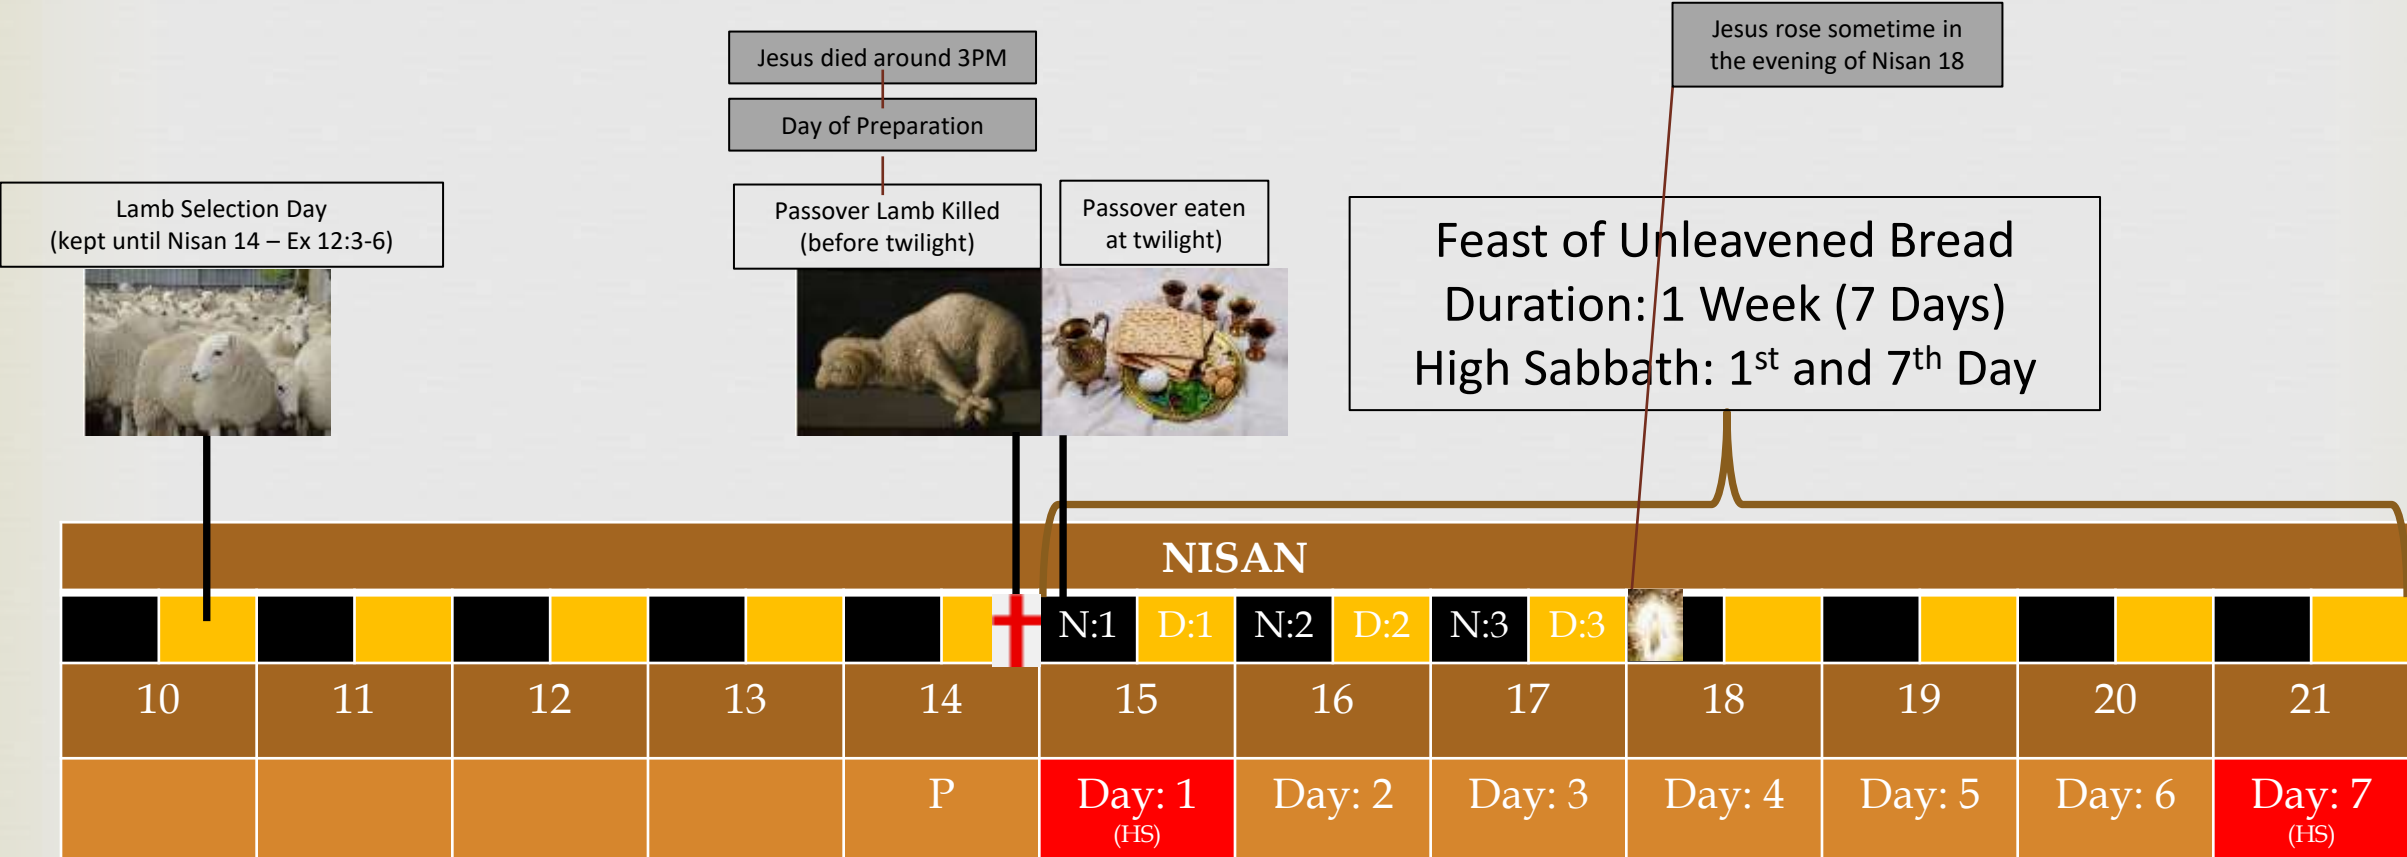 Jesus died around 3PM
Day of Preparation
Jesus rose sometime in
the evening of Nisan 18
Lamb Selection Day
(kept until Nisan 14 – Ex 12:3-6)
Passover Lamb Killed
(before twilight)
Passover eaten
at twilight)
Feast of Unleavened Bread
Duration: 1 Week (7 Days)
High Sabbath: 1st and 7th Day
NISAN
N:1 D:1 N:2 D:2 N:3 D:3
10 11 12 13 14 15 16 17 18 19 20 21
P Day: 1 Day: 2 Day: 3 Day: 4 Day: 5 Day: 6 Day: 7
(HS) (HS)